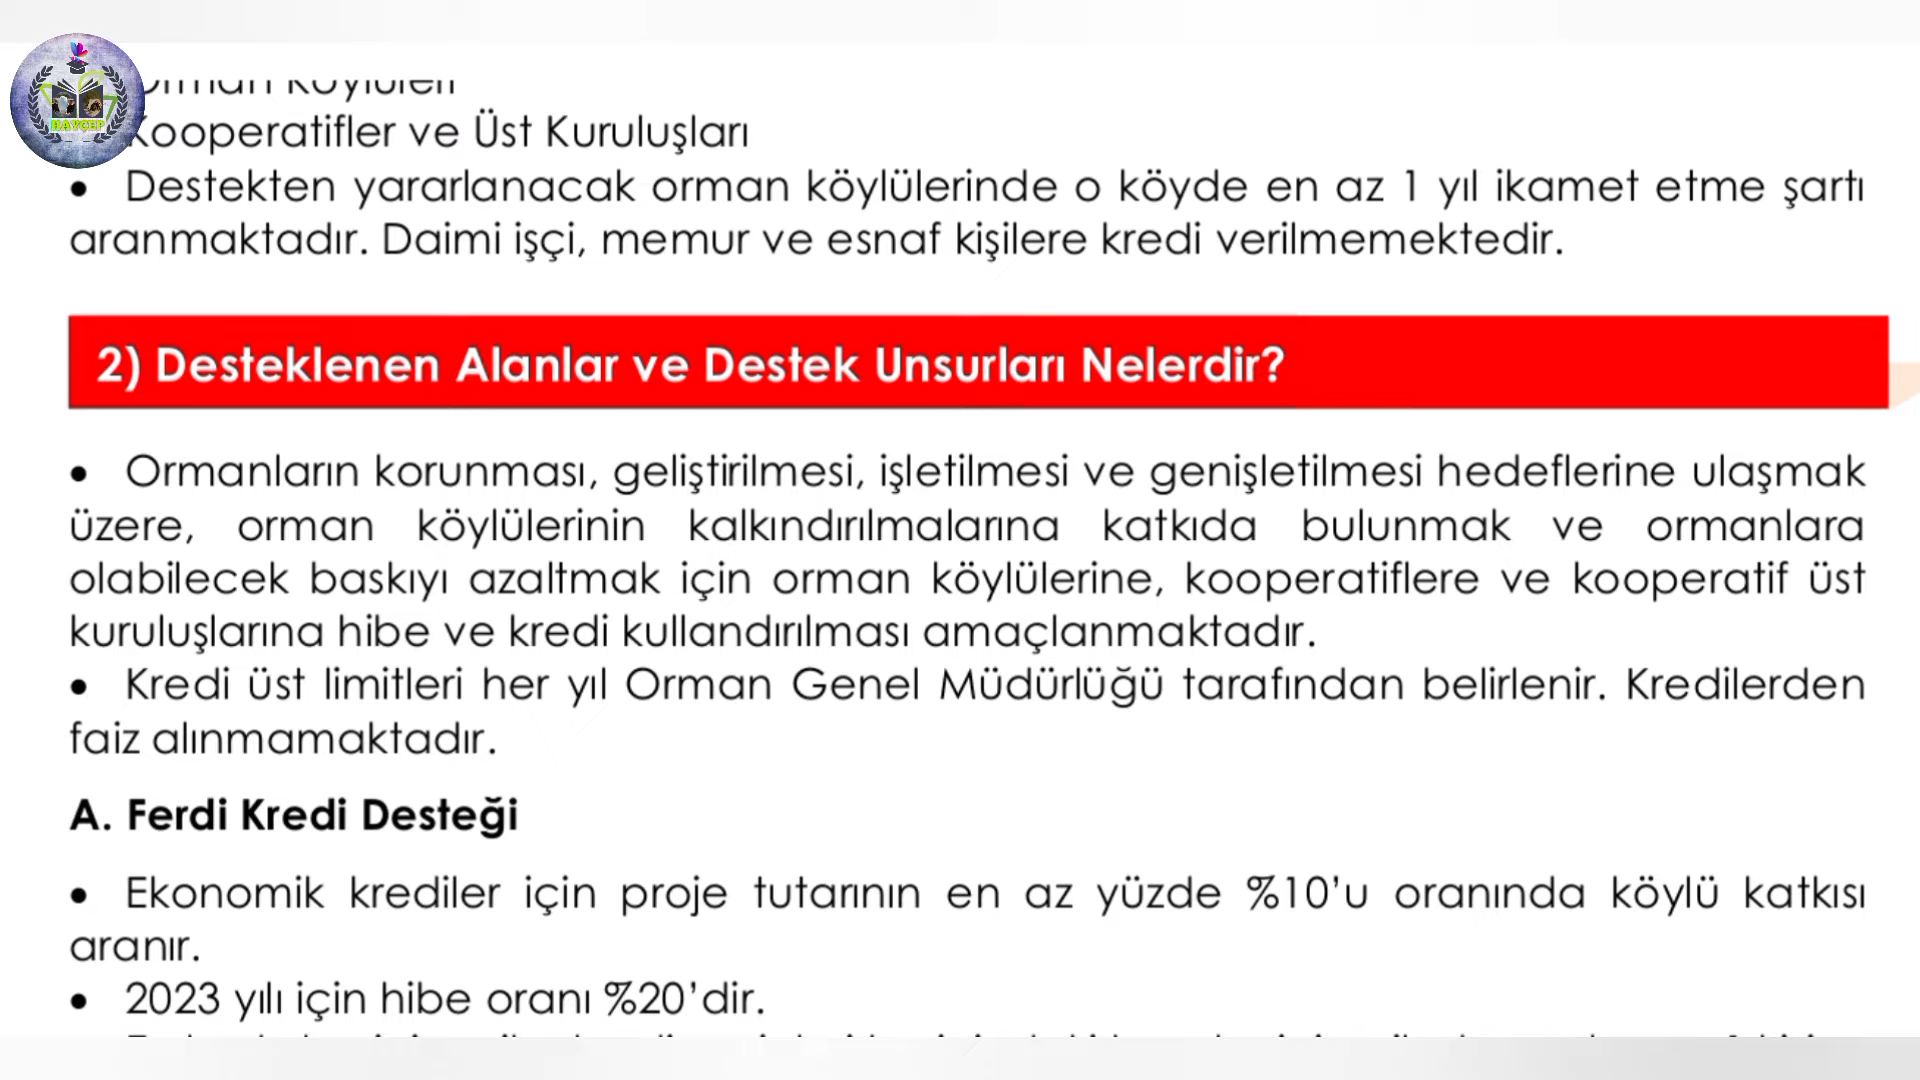 Orman Köylüleri
HAYÇEP
Kooperatifler ve Üst Kuruluşları
• Destekten yararlanacak orman köylülerinde o köyde en az 1 yıl ikamet etme şartı
aranmaktadır. Daimi işçi, memur ve esnaf kişilere kredi verilmemektedir.
2) Desteklenen Alanlar ve Destek Unsurları Nelerdir?
• Ormanların korunması, geliştirilmesi, işletilmesi ve genişletilmesi hedeflerine ulaşmak
üzere, orman köylülerinin kalkındırılmalarına katkıda bulunmak ve ormanlara
olabilecek baskıyı azaltmak için orman köylülerine, kooperatiflere ve kooperatif üst
kuruluşlarına hibe ve kredi kullandırılması amaçlanmaktadır.
• Kredi üst limitleri her yıl Orman Genel Müdürlüğü tarafından belirlenir. Kredilerden
faiz alınmamaktadır.
A. Ferdi Kredi Desteği
• Ekonomik krediler için proje tutarının en az yüzde %10’u oranında köylü katkısı
aranır.
• 2023 yılı için hibe oranı %20’dir.